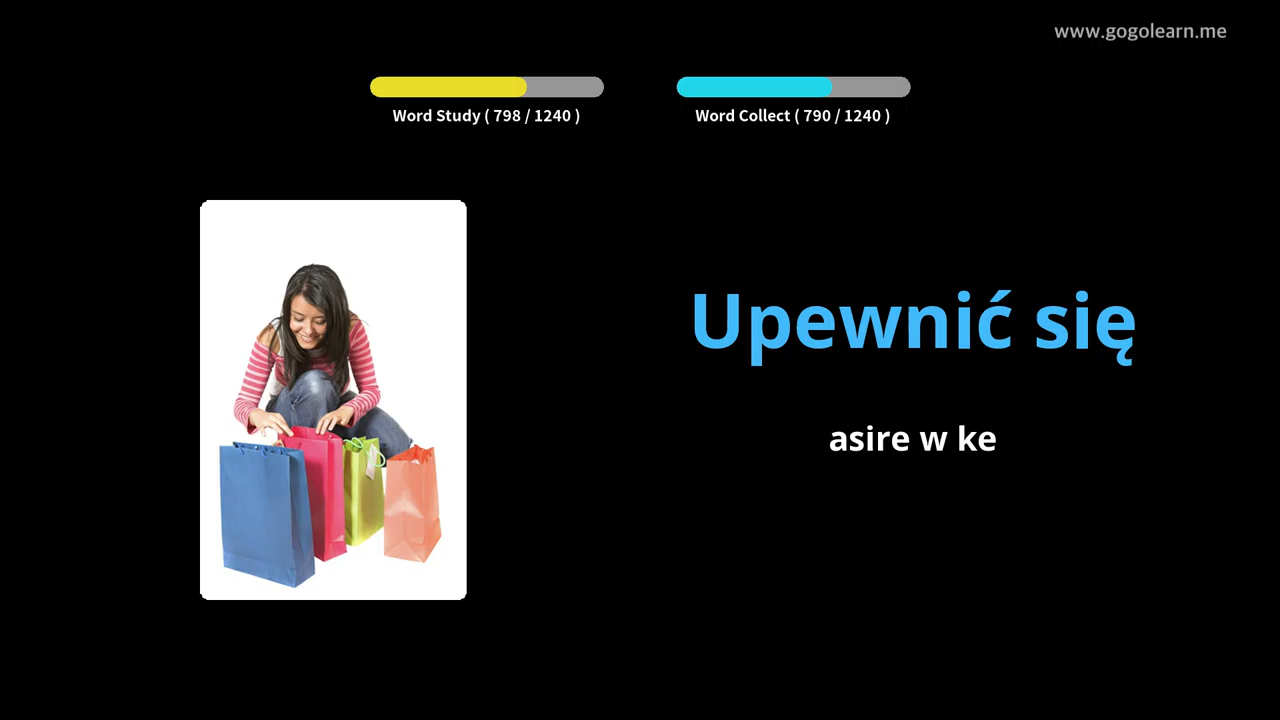 www.gogolearn.me
Word Study ( 798 / 1240 )
Word Collect ( 790 / 1240 )
Upewnić się
asire w ke